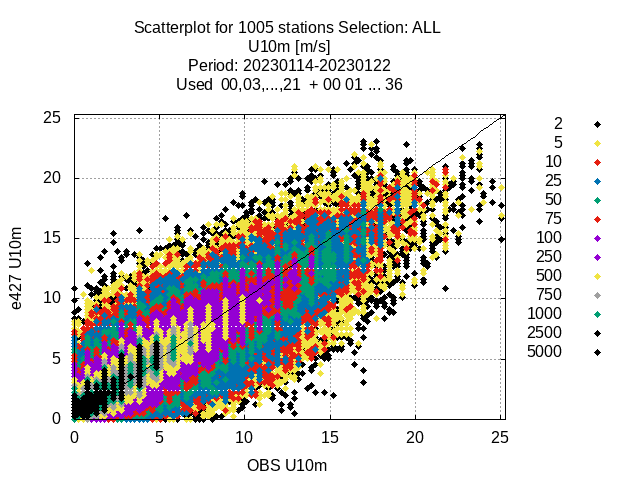 Scatterplot for 1005 stations Selection: ALL
U10m [m/s]
Period: 20230114-20230122
Used  00,03,...,21  + 00 01 ... 36
25
20
15
10
5
0
e427 U10m
0 5 10 15 20 25
OBS U10m
2
5
10
25
50
75
100
250
500
750
1000
2500
5000